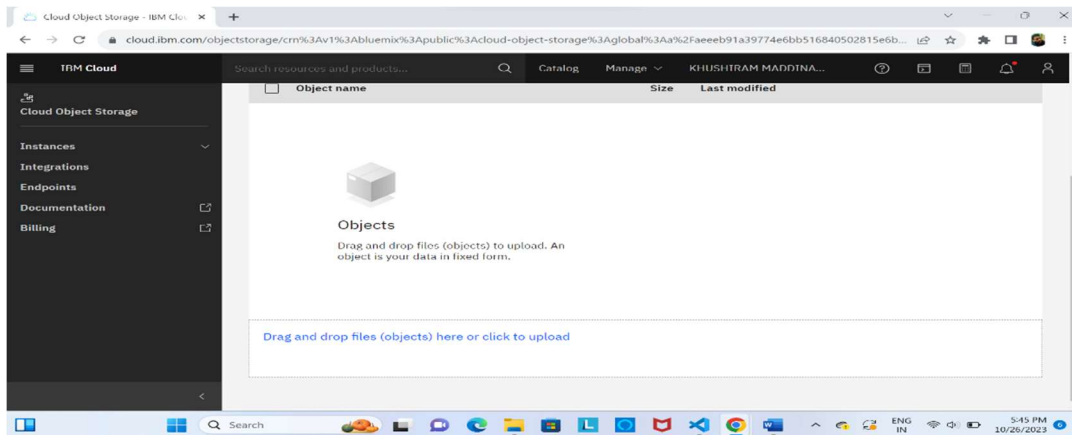 Cloud Object Storage - IBM Clou
cloud.ibm.com/objectstorage/crn%3Av1%3Abluemix%3Apublic%3Acloud-object-storage%3Aglobal%3Aa%2Faeeeb91a39774e6bb516840502815e6b...
IBM Cloud
Search resources and products...
Catalog
Manage
KHUSHIRAM MADDINA...
Cloud Object Storage
Instances
Integrations
Endpoints
Documentation
Billing
Object name Size Last modified
Objects
Drag and drop files (objects) to upload. An
object is your data in fixed form.
Drag and drop files (objects) here or click to upload
Search
ENG
IN
5:45 PM
10/26/2023